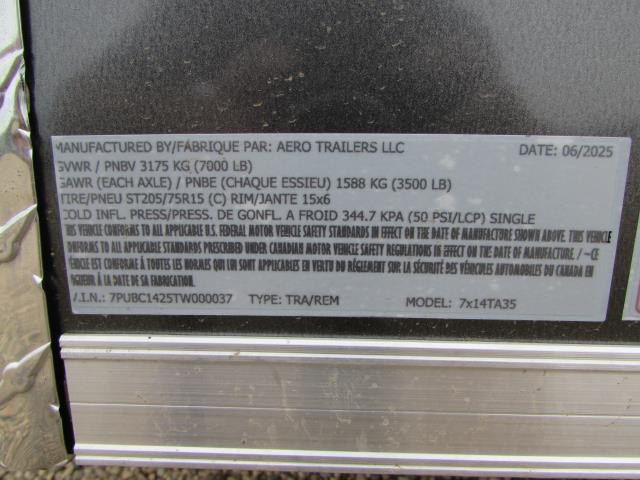 MANUFACTURED BY/FABRIQUE PAR: AERO TRAILERS LLC DATE: 06/2025
GVWR / PNBV 3175 KG (7000 LB)
GAWR (EACH AXLE) / PNBE (CHAQUE ESSIEU) 1588 KG (3500 LB)
TIRE/PNEU ST205/75R15 (C) RIM/JANTE 15x6
COLD INFL. PRESS/PRESS. DE GONFL. A FROID 344.7 KPA (50 PSI/LCP) SINGLE
THIS VEHICLE CONFORMS TO ALL APPLICABLE U.S. FEDERAL MOTOR VEHICLE SAFETY STANDARDS IN EFFECT ON THE DATE OF MANUFACTURE SHOWN ABOVE. THIS VEHICLE
CONFORMS TO ALL APPLICABLE STANDARDS PRESCRIBED UNDER CANADIAN MOTOR VEHICLE SAFETY REGULATIONS IN EFFECT ON THE DATE OF MANUFACTURE. / -CE
VEHICULE EST CONFORME A TOUTES LES NORMES QUI LUI SONT APPLICABLES EN VERTU DU RÉGLEMENT SUR LA SÉCURITÉ DES VÉHICULES AUTOMOBILES DU CANADA EN
VIGUEUR À LA DATE DE SA FABRICATION.
V.I.N.: 7PUBC1425TW000037 TYPE: TRA/REM MODEL: 7x14TA35